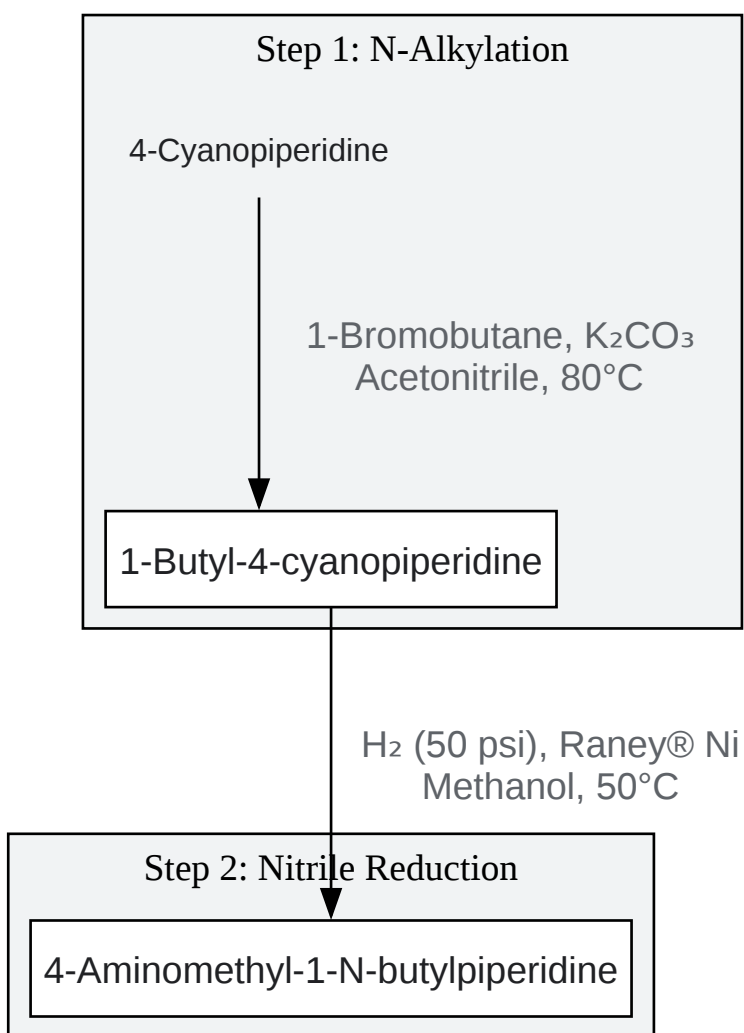 Step 1: N-Alkylation
4-Cyanopiperidine
1-Bromobutane, K₂CO₃
Acetonitrile, 80°C
1-Butyl-4-cyanopiperidine
H₂ (50 psi), Raney® Ni
Methanol, 50°C
Step 2: Nitrile Reduction
4-Aminomethyl-1-N-butylpiperidine